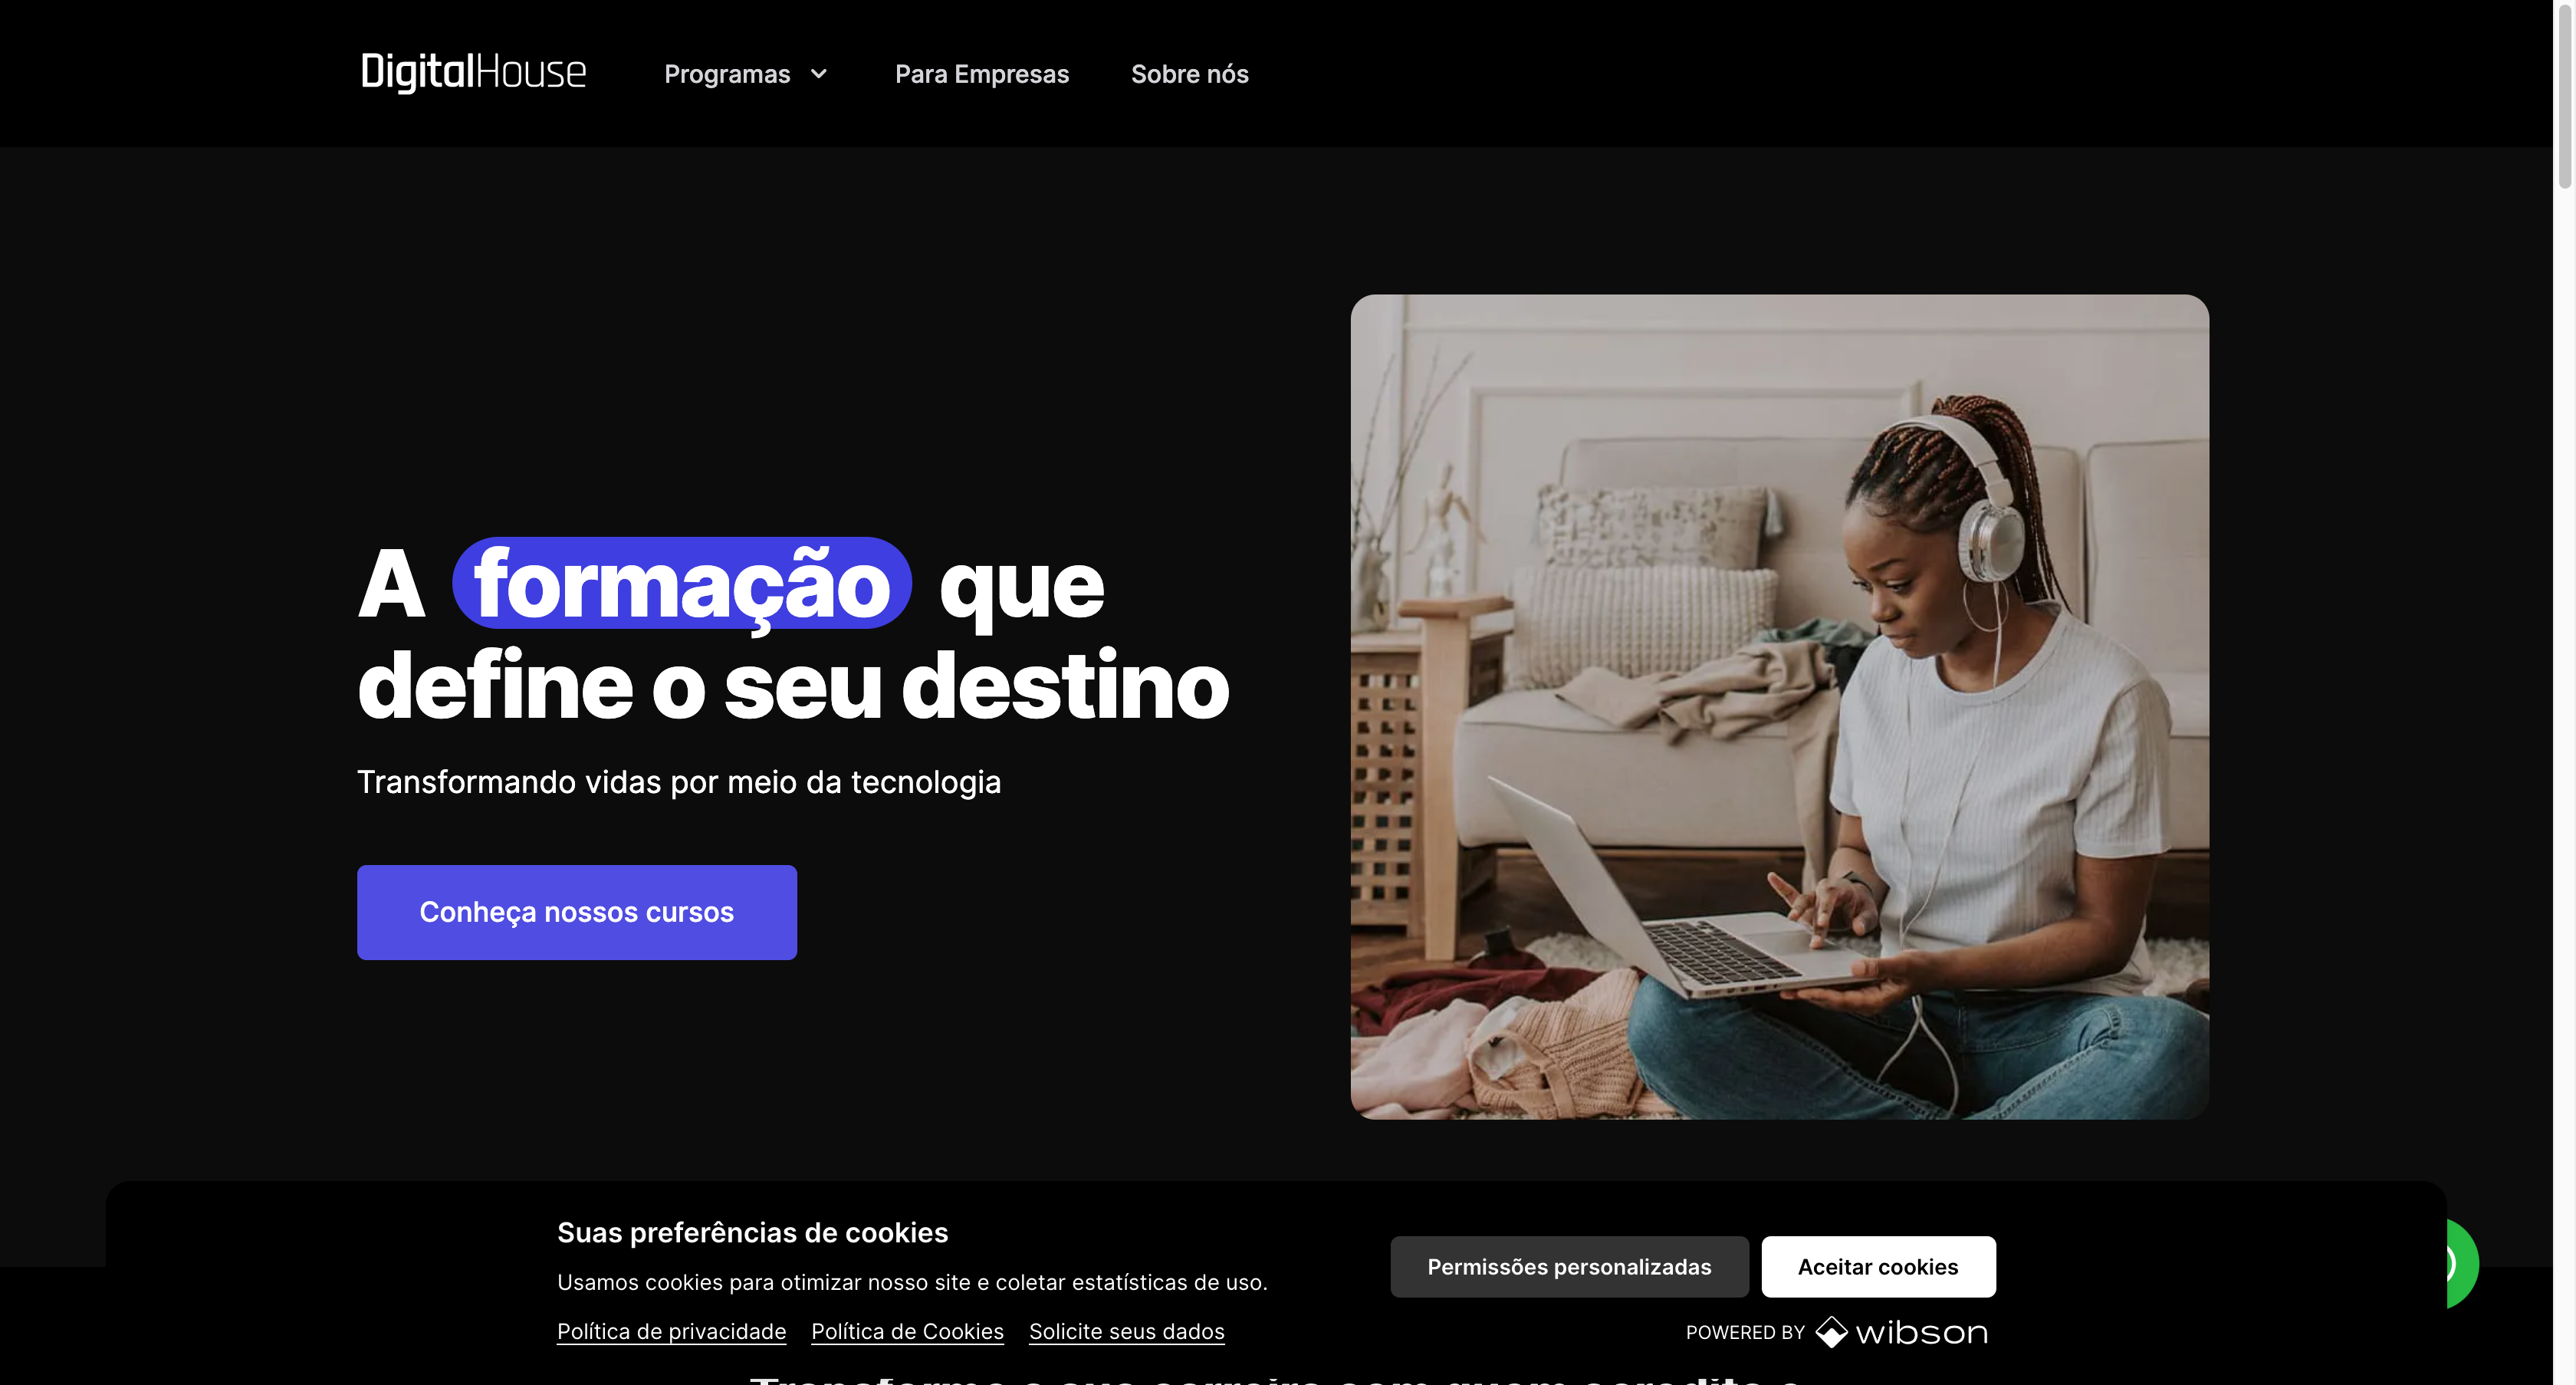 DigitalHouse
Programas
Para Empresas
Sobre nós
A formação que
define o seu destino
Transformando vidas por meio da tecnologia
Conheça nossos cursos
Suas preferências de cookies
Usamos cookies para otimizar nosso site e coletar estatísticas de uso.
Política de privacidade
Política de Cookies
Solicite seus dados
Permissões personalizadas
Aceitar cookies
POWERED BY wibson